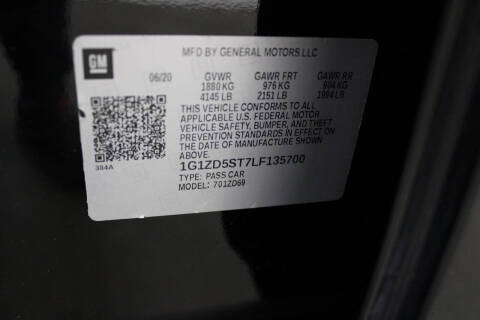 GM
MFD BY GENERAL MOTORS LLC
06/20 GVWR GAWR FRT GAWR RR
1880 KG 976 KG 904 KG
4145 LB 2151 LB 1994 LB
THIS VEHICLE CONFORMS TO ALL
APPLICABLE U.S. FEDERAL MOTOR
VEHICLE SAFETY, BUMPER, AND THEFT
PREVENTION STANDARDS IN EFFECT ON
THE DATE OF MANUFACTURE SHOWN
ABOVE.
384A
1G1ZD5ST7LF135700
TYPE: PASS CAR
MODEL: 701ZD69